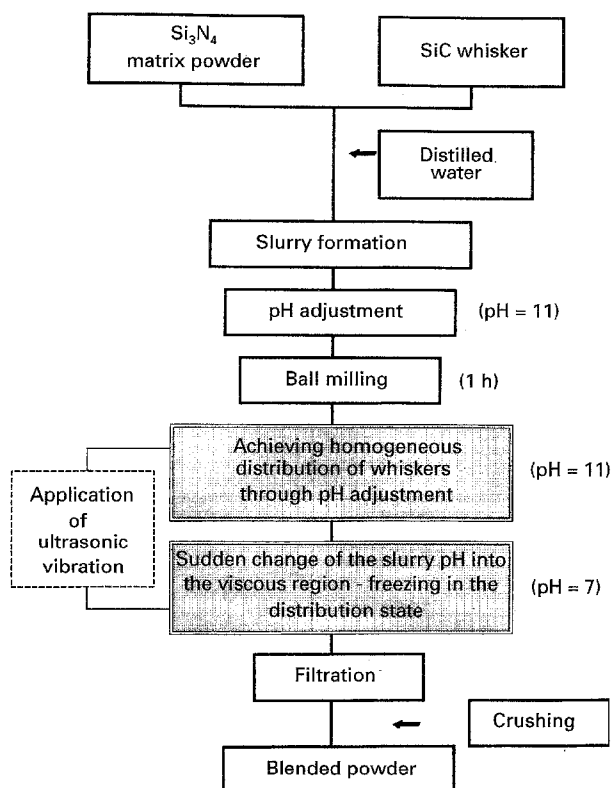 Si₃N₄
matrix powder
SiC whisker
Distilled
water
Slurry formation
pH adjustment
(pH = 11)
Ball milling
(1 h)
Achieving homogeneous
distribution of whiskers
through pH adjustment
(pH = 11)
Application
of
ultrasonic
vibration
Sudden change of the slurry pH into
the viscous region - freezing in the
distribution state
(pH = 7)
Filtration
Crushing
Blended powder